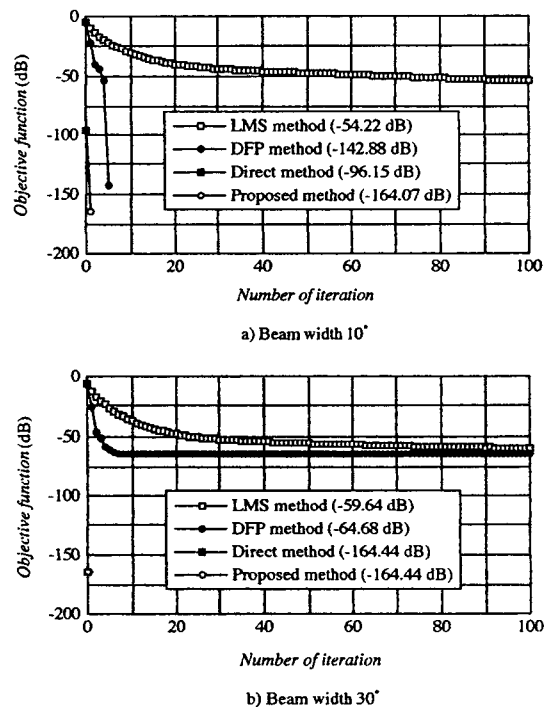 0
-50
-100
-150
-200
Objective function (dB)
LMS method (-54.22 dB)
DFP method (-142.88 dB)
Direct method (-96.15 dB)
Proposed method (-164.07 dB)
0 20 40 60 80 100
Number of iteration
a) Beam width 10°
0
-50
-100
-150
-200
Objective function (dB)
LMS method (-59.64 dB)
DFP method (-64.68 dB)
Direct method (-164.44 dB)
Proposed method (-164.44 dB)
0 20 40 60 80 100
Number of iteration
b) Beam width 30°